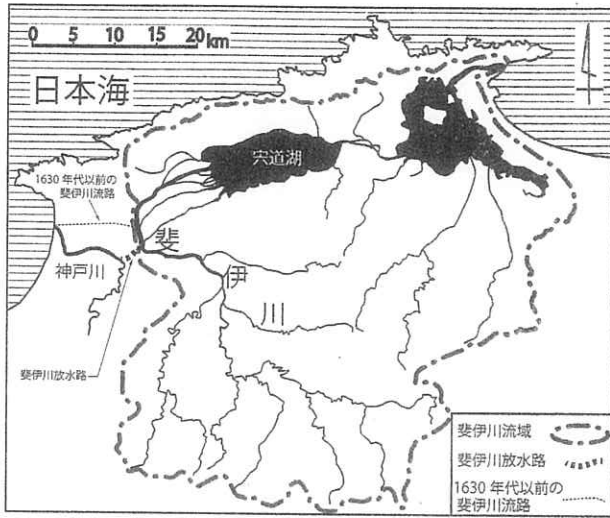 0 5 10 15 20 km
日本海
宍道湖
1630年代以前の
斐伊川流路
斐
伊
川
神戸川
斐伊川放水路
斐伊川流域
斐伊川放水路
1630年代以前の
斐伊川流路